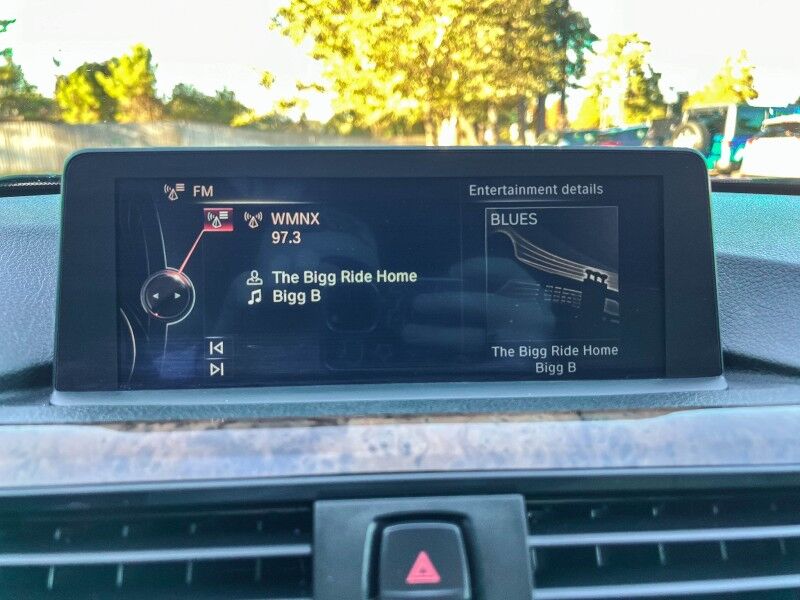 FM
Entertainment details
WMNX
97.3
BLUES
The Bigg Ride Home
Bigg B
The Bigg Ride Home
Bigg B